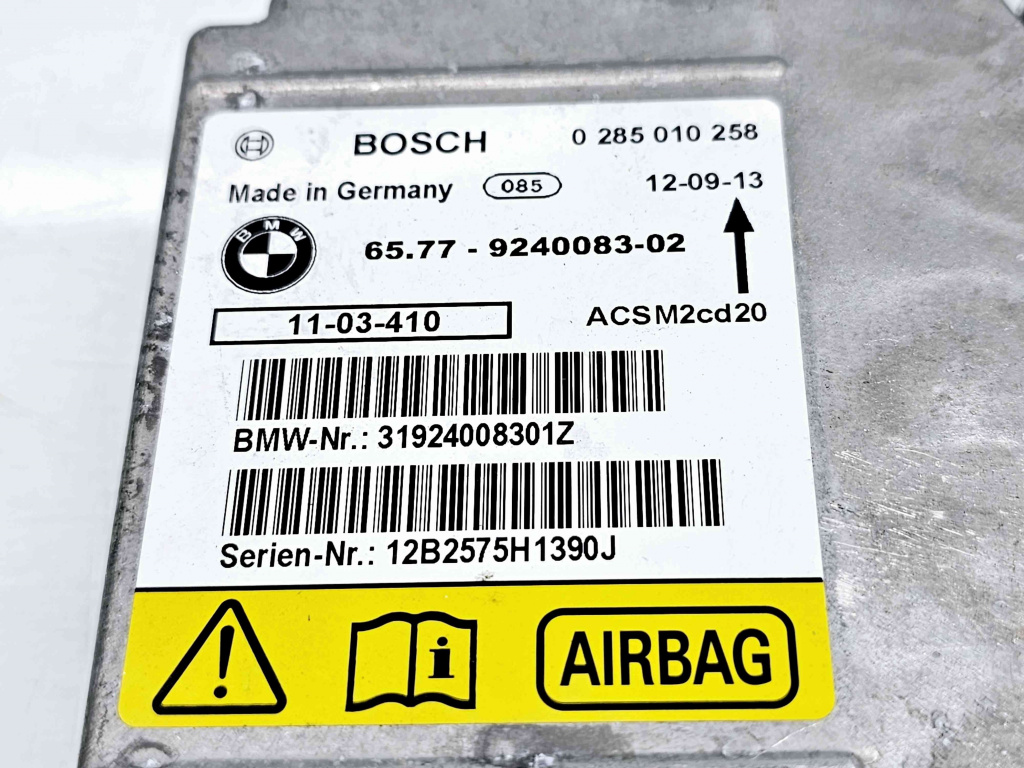 BOSCH 0 285 010 258
Made in Germany 085 12-09-13
BMW 65.77 - 9240083-02
11-03-410 ACSM2cd20
BMW-Nr.: 31924008301Z
Serien-Nr.: 12B2575H1390J
i AIRBAG